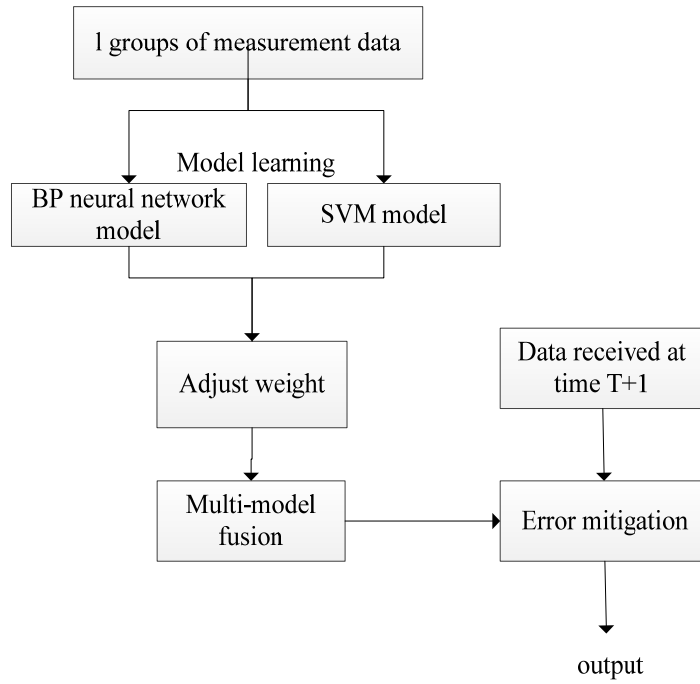 l groups of measurement data
Model learning
BP neural network
model
SVM model
Adjust weight
Data received at
time T+1
Multi-model
fusion
Error mitigation
output